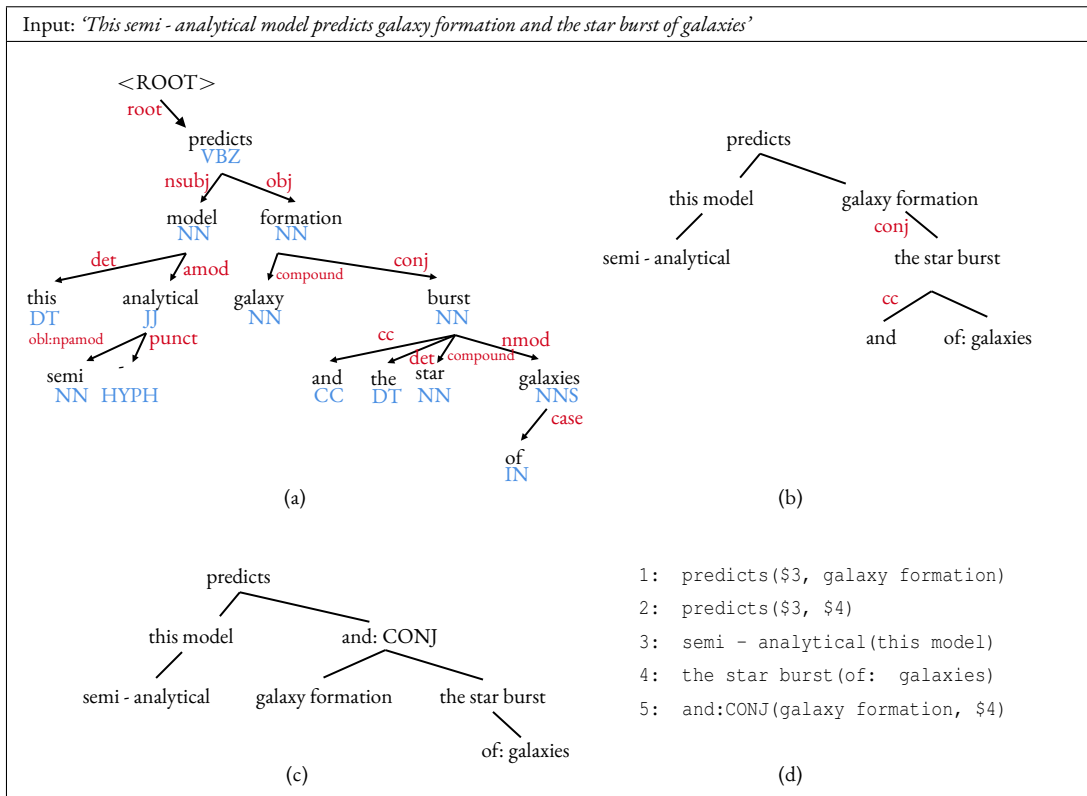 Input: ‘This semi - analytical model predicts galaxy formation and the star burst of galaxies’
<ROOT>
root
predicts
VBZ
nsubj obj
model formation
NN NN
det amod compound conj
this analytical galaxy burst
DT JJ NN NN
obl:npamod punct cc det compound nmod
semi - and the star galaxies
NN HYPH CC DT NN NNS
case
of
IN
(a)
predicts
this model galaxy formation
conj
semi - analytical the star burst
cc
and of: galaxies
(b)
predicts
this model and: CONJ
semi - analytical galaxy formation the star burst
of: galaxies
(c)
1: predicts($3, galaxy formation)
2: predicts($3, $4)
3: semi - analytical(this model)
4: the star burst(of: galaxies)
5: and:CONJ(galaxy formation, $4)
(d)